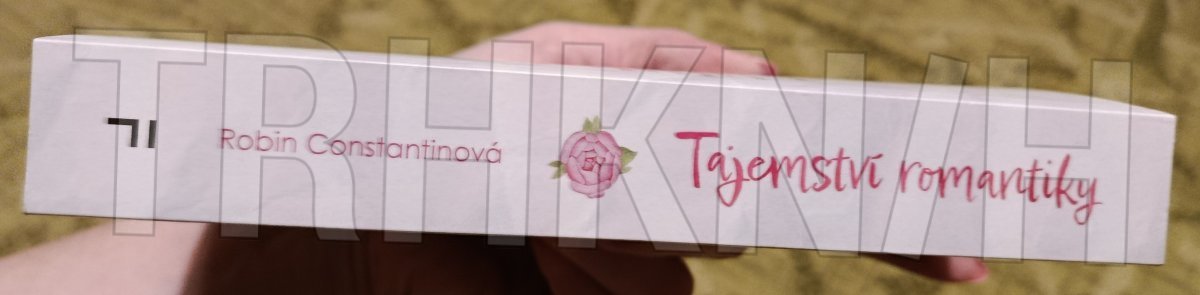 Robin Constantinová
Tajemství romantiky
TRHKNIH